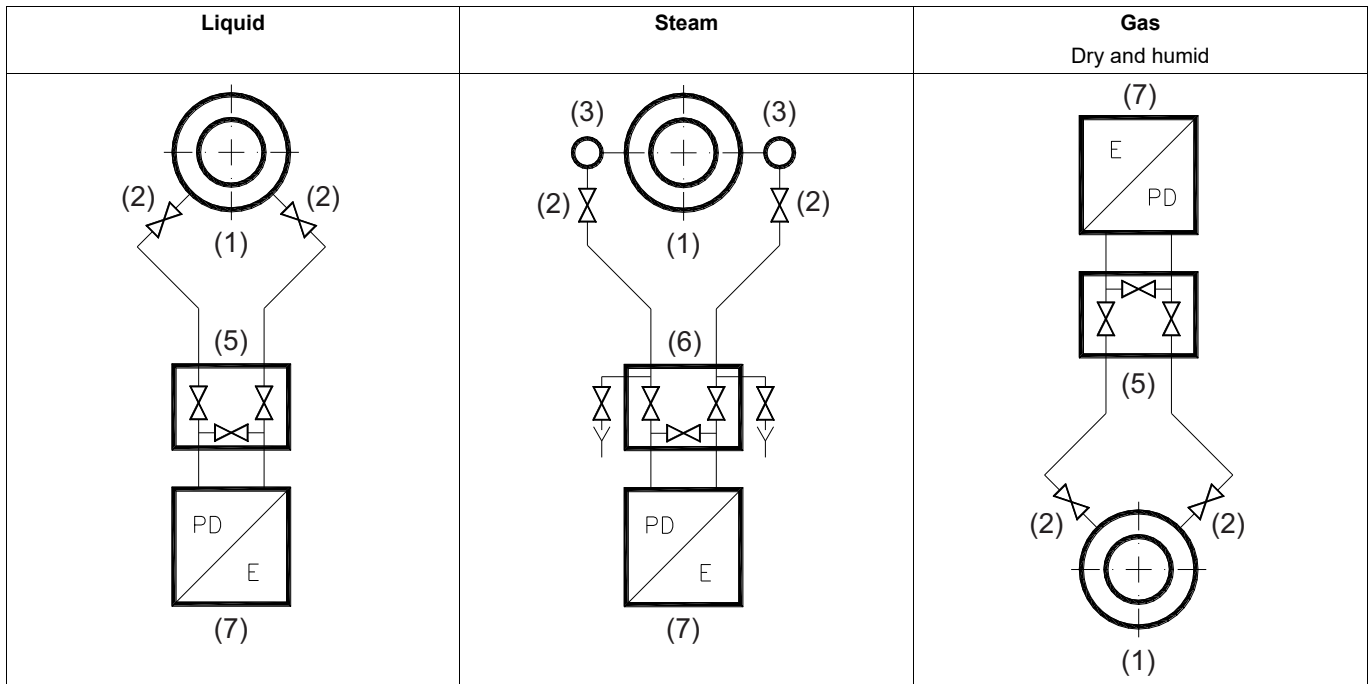 Liquid
Steam
Gas
Dry and humid
(2) (2)
(1)
(5)
PD
E
(7)
(3) (3)
(2) (2)
(1)
(6)
PD
E
(7)
(7)
E
PD
(5)
(2) (2)
(1)